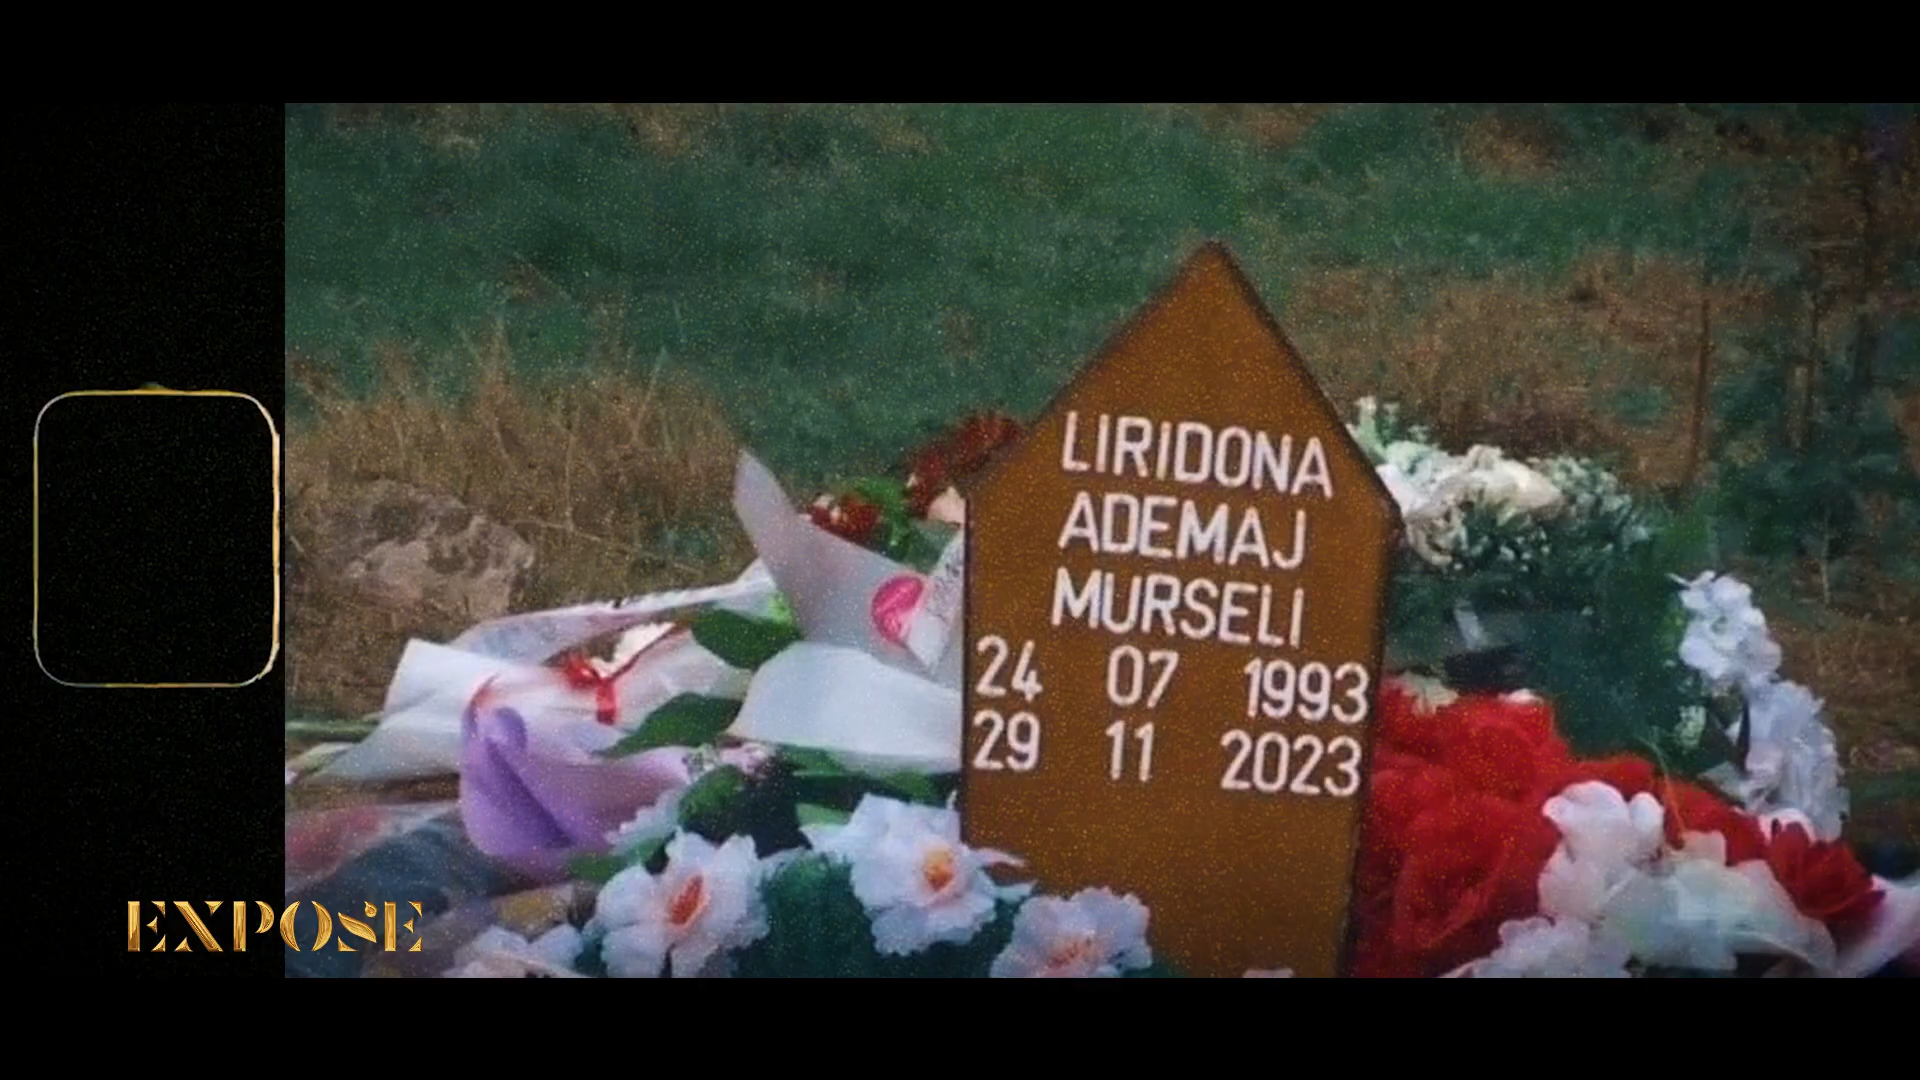 LIRIDONA
ADEMAJ
MURSELI
24 07 1993
29 11 2023
EXPOSE